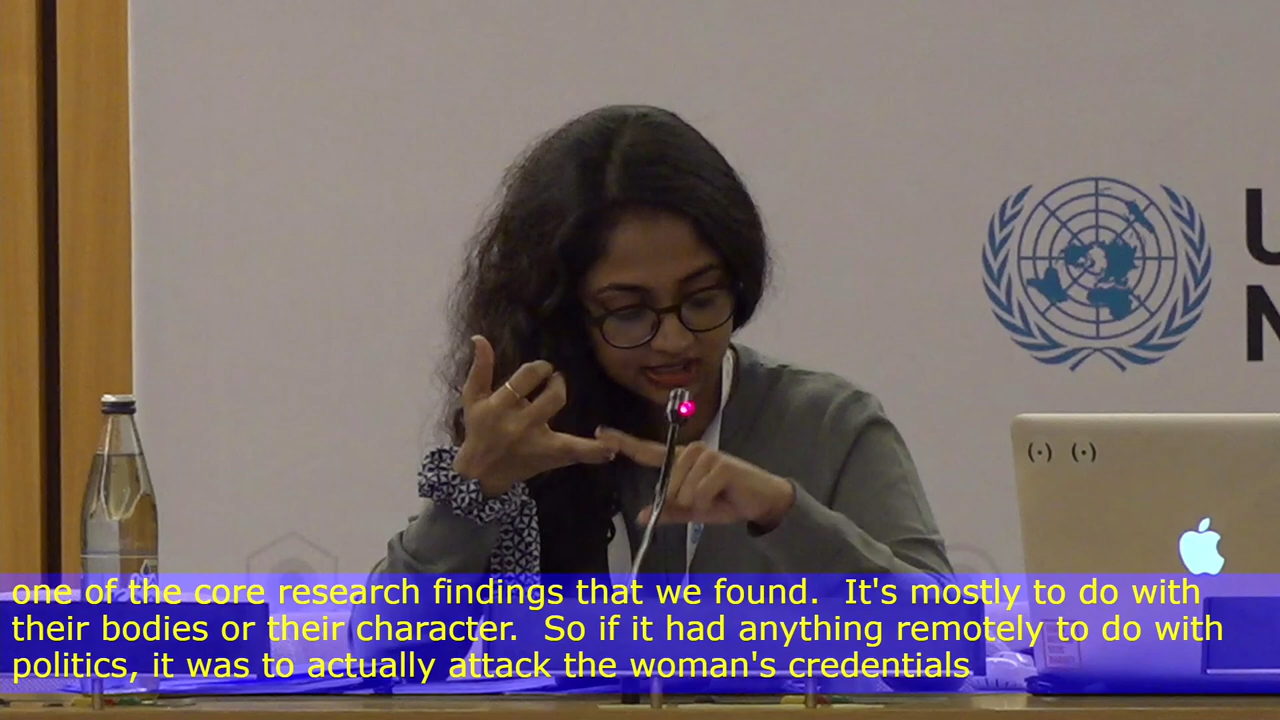 U
N
(·) (·)
one of the core research findings that we found.  It's mostly to do with
their bodies or their character.  So if it had anything remotely to do with
politics, it was to actually attack the woman's credentials